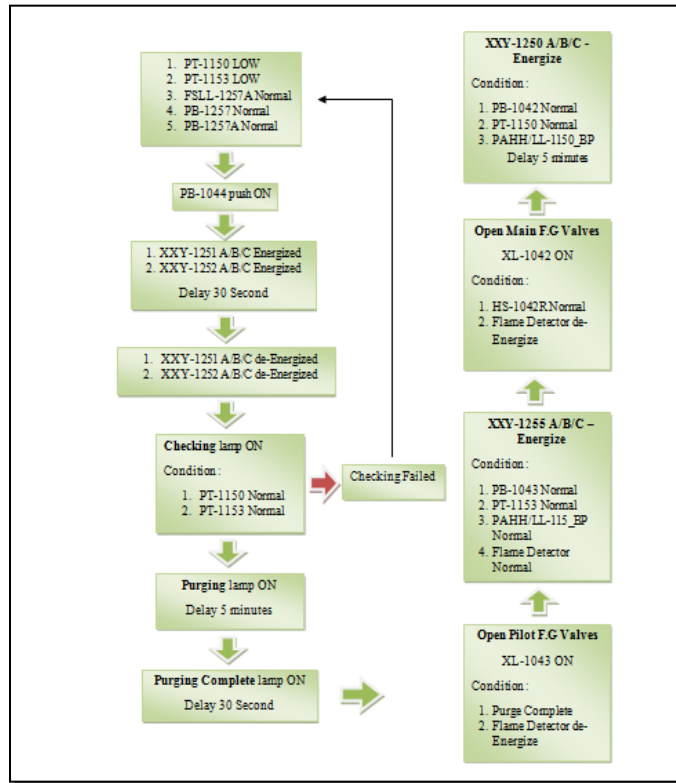 1. PT-1150 LOW
2. PT-1153 LOW
3. FSLL-1257A Normal
4. PB-1257 Normal
5. PB-1257A Normal
PB-1044 push ON
1. XXY-1251 A/B/C Energized
2. XXY-1252 A/B/C Energized
Delay 30 Second
1. XXY-1251 A/B/C de-Energized
2. XXY-1252 A/B/C de-Energized
Checking lamp ON
Condition :
1. PT-1150 Normal
2. PT-1153 Normal
Checking Failed
Purging lamp ON
Delay 5 minutes
Purging Complete lamp ON
Delay 30 Second
Open Pilot F.G Valves
XL-1043 ON
Condition :
1. Purge Complete
2. Flame Detector de-
Energize
XXY-1255 A/B/C –
Energize
Condition :
1. PB-1043 Normal
2. PT-1153 Normal
3. PAHH/LL-115_BP
Normal
4. Flame Detector
Normal
Open Main F.G Valves
XL-1042 ON
Condition :
1. HS-1042R Normal
2. Flame Detector de-
Energize
XXY-1250 A/B/C -
Energize
Condition :
1. PB-1042 Normal
2. PT-1150 Normal
3. PAHH/LL-1150_BP
Delay 5 minutes